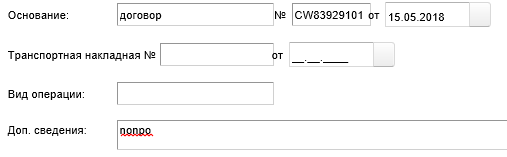 Основание: договор № CW83929101 от 15.05.2018
Транспортная накладная № от __.__.____
Вид операции:
Доп. сведения: nonpo